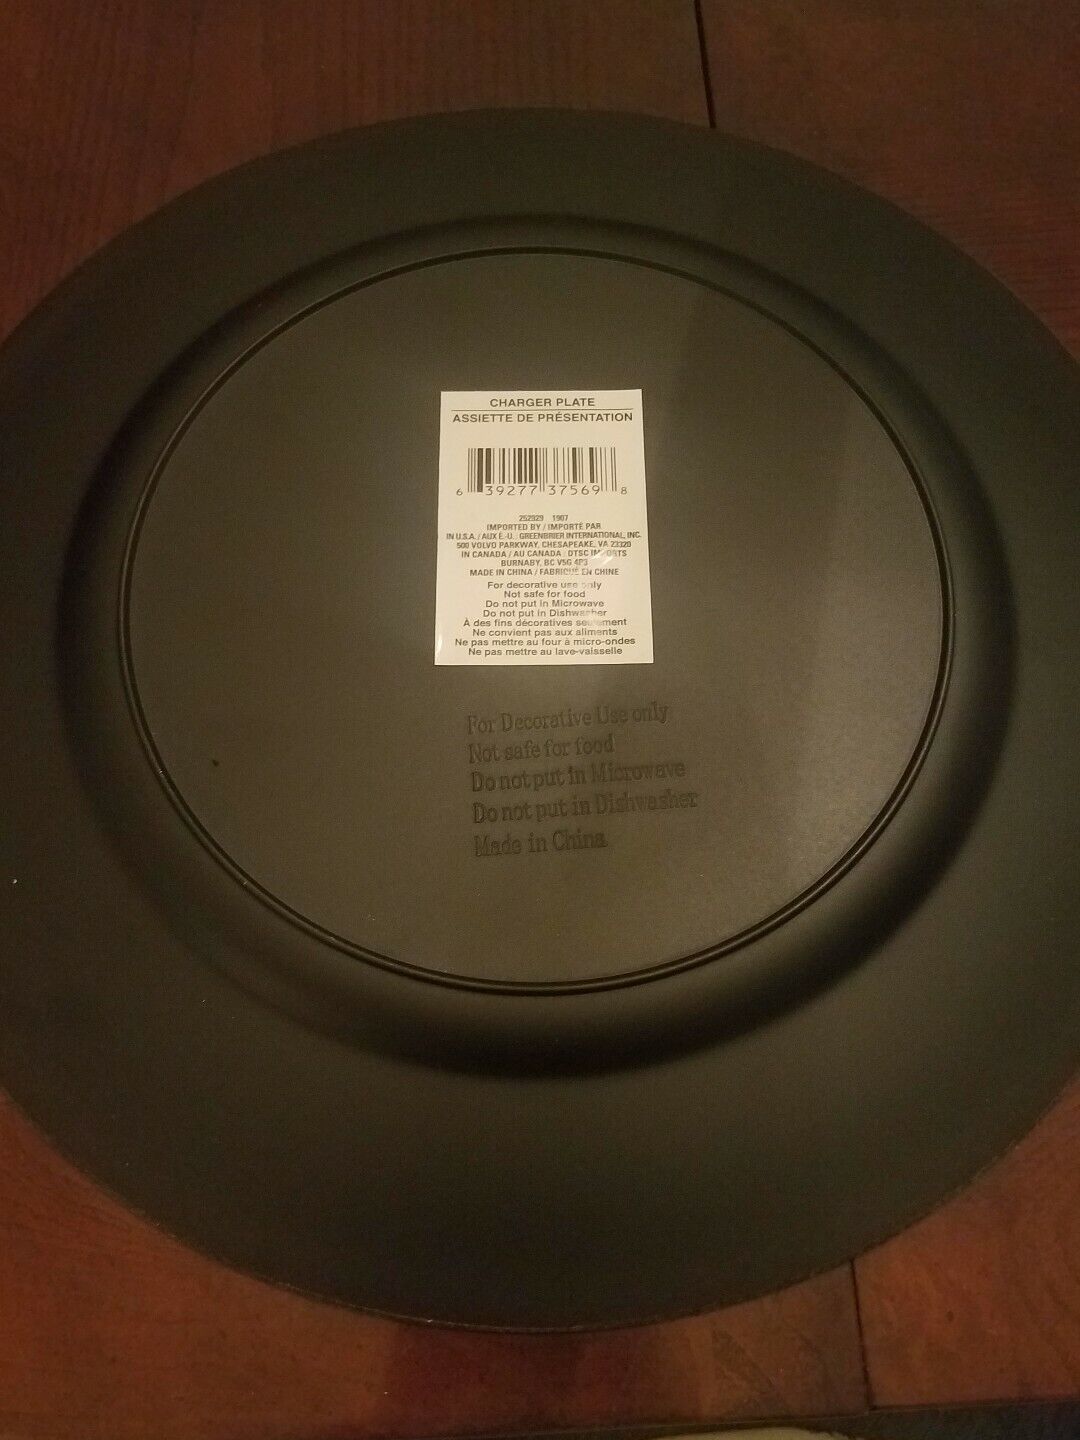 CHARGER PLATE
ASSIETTE DE PRÉSENTATION
6 39277 37569 8
252929 1907
IMPORTED BY / IMPORTÉ PAR
IN U.S.A. / AUX É.-U. : GREENBRIER INTERNATIONAL, INC.
500 VOLVO PARKWAY, CHESAPEAKE, VA 23320
IN CANADA / AU CANADA : DTSC IMPORTS
BURNABY, BC V5G 4P3
MADE IN CHINA / FABRIQUÉ EN CHINE
For decorative use only
Not safe for food
Do not put in Microwave
Do not put in Dishwasher
À des fins décoratives seulement
Ne convient pas aux aliments
Ne pas mettre au four à micro-ondes
Ne pas mettre au lave-vaisselle
For Decorative Use only
Not safe for food
Do not put in Microwave
Do not put in Dishwasher
Made in China